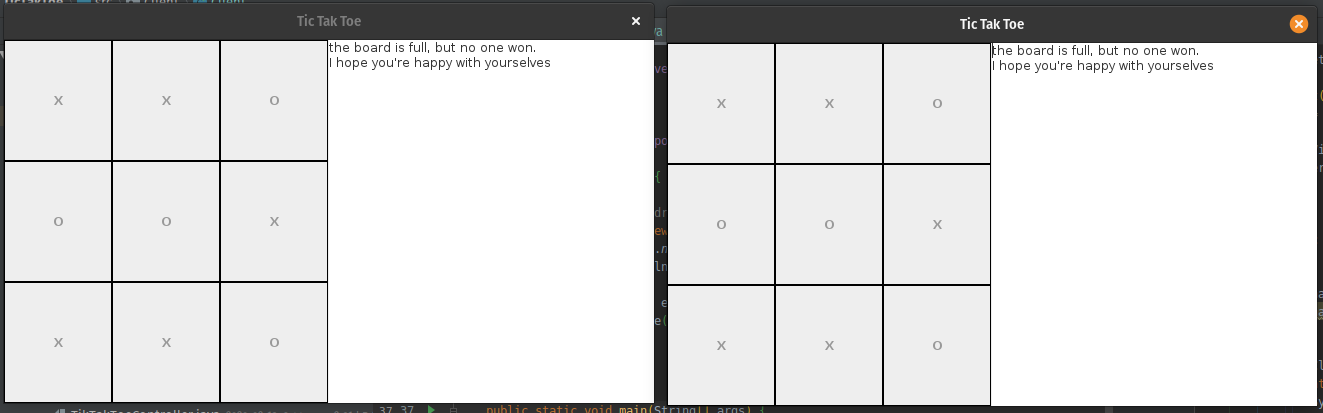 Tic Tak Toe
x x o
o o x
x x o
the board is full, but no one won.
I hope you're happy with yourselves
Tic Tak Toe
x x o
o o x
x x o
the board is full, but no one won.
I hope you're happy with yourselves
37 37 public static void main(String[] args) {